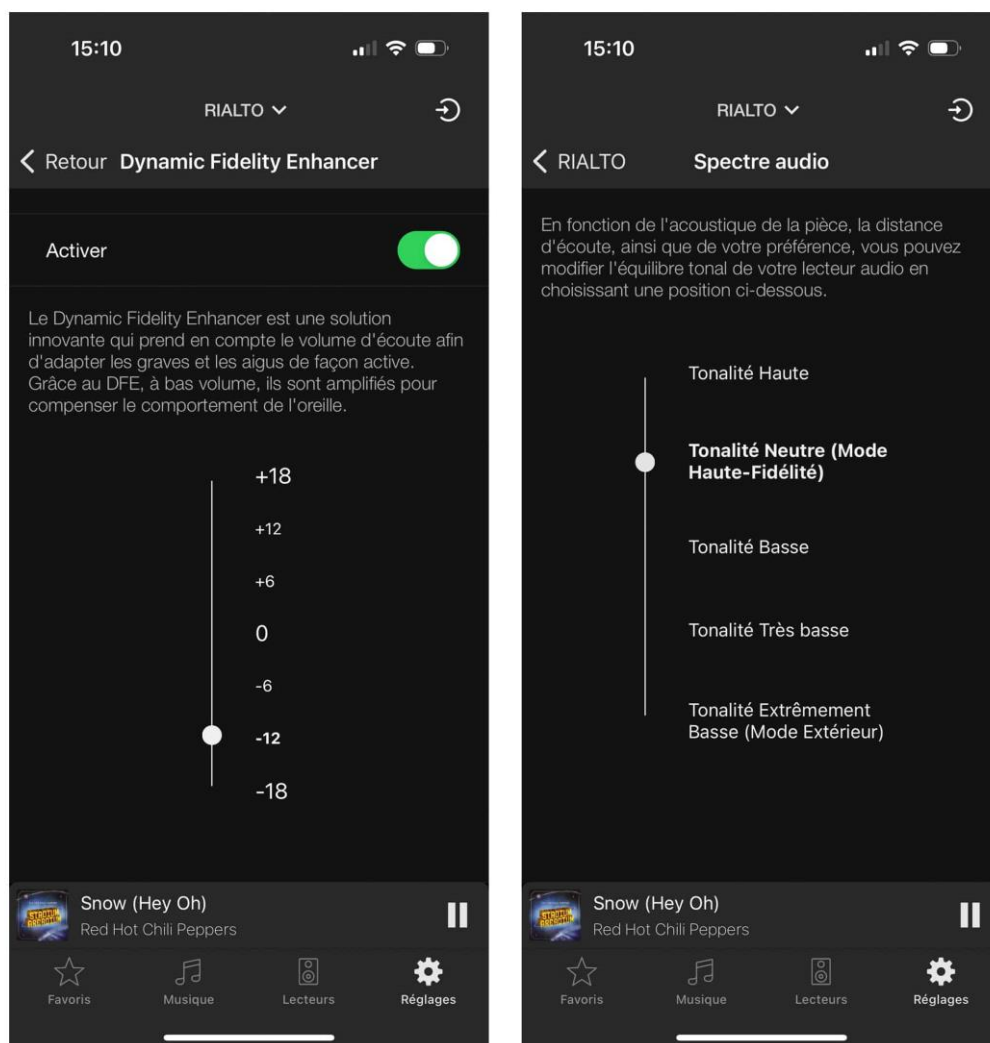 15:10
RIALTO
Retour Dynamic Fidelity Enhancer
Activer
Le Dynamic Fidelity Enhancer est une solution
innovante qui prend en compte le volume d'écoute afin
d'adapter les graves et les aigus de façon active.
Grâce au DFE, à bas volume, ils sont amplifiés pour
compenser le comportement de l'oreille.
+18
+12
+6
0
-6
-12
-18
Snow (Hey Oh)
Red Hot Chili Peppers
Favoris Musique Lecteurs Réglages
15:10
RIALTO
RIALTO Spectre audio
En fonction de l'acoustique de la pièce, la distance
d'écoute, ainsi que de votre préférence, vous pouvez
modifier l'équilibre tonal de votre lecteur audio en
choisissant une position ci-dessous.
Tonalité Haute
Tonalité Neutre (Mode
Haute-Fidélité)
Tonalité Basse
Tonalité Très basse
Tonalité Extrêmement
Basse (Mode Extérieur)
Snow (Hey Oh)
Red Hot Chili Peppers
Favoris Musique Lecteurs Réglages